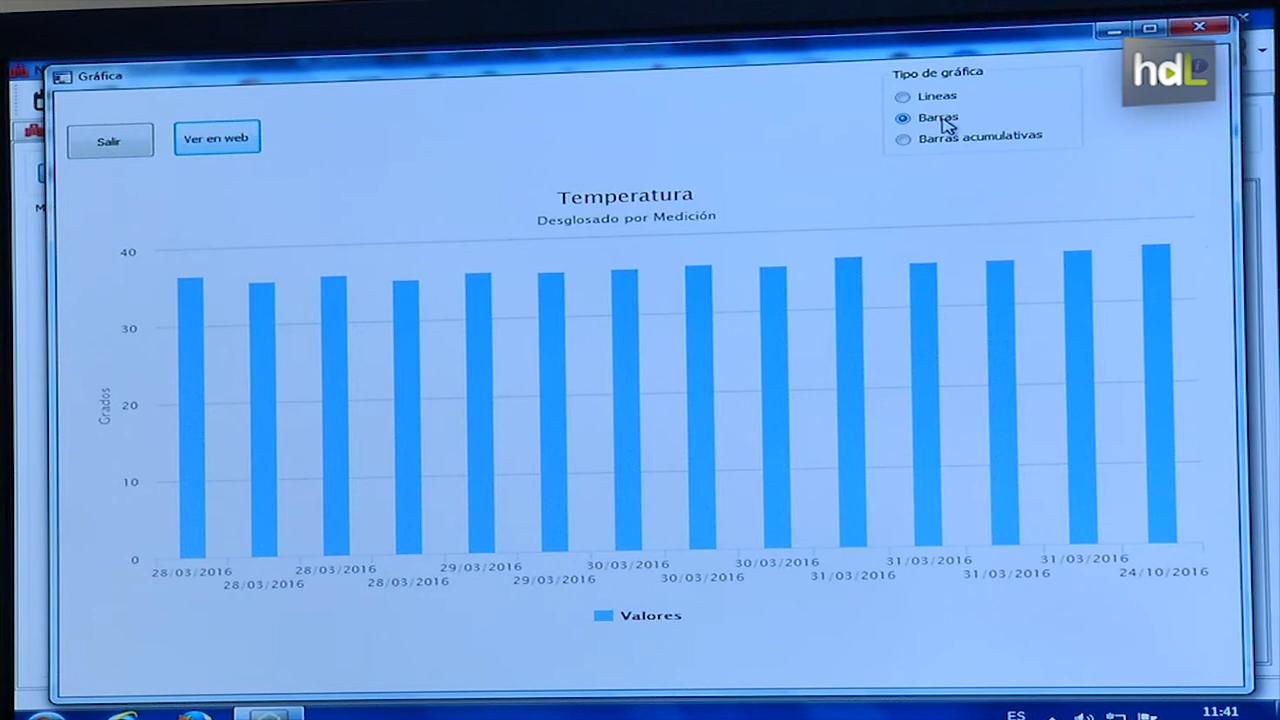 Gráfica
Tipo de gráfica
Lineas
Barras
Barras acumulativas
hdL
Salir
Ver en web
Temperatura
Desglosado por Medición
40
30
20
10
0
Grados
28/03/2016
28/03/2016
28/03/2016
28/03/2016
29/03/2016
29/03/2016
30/03/2016
30/03/2016
30/03/2016
31/03/2016
31/03/2016
31/03/2016
31/03/2016
24/10/2016
Valores
ES
11:41